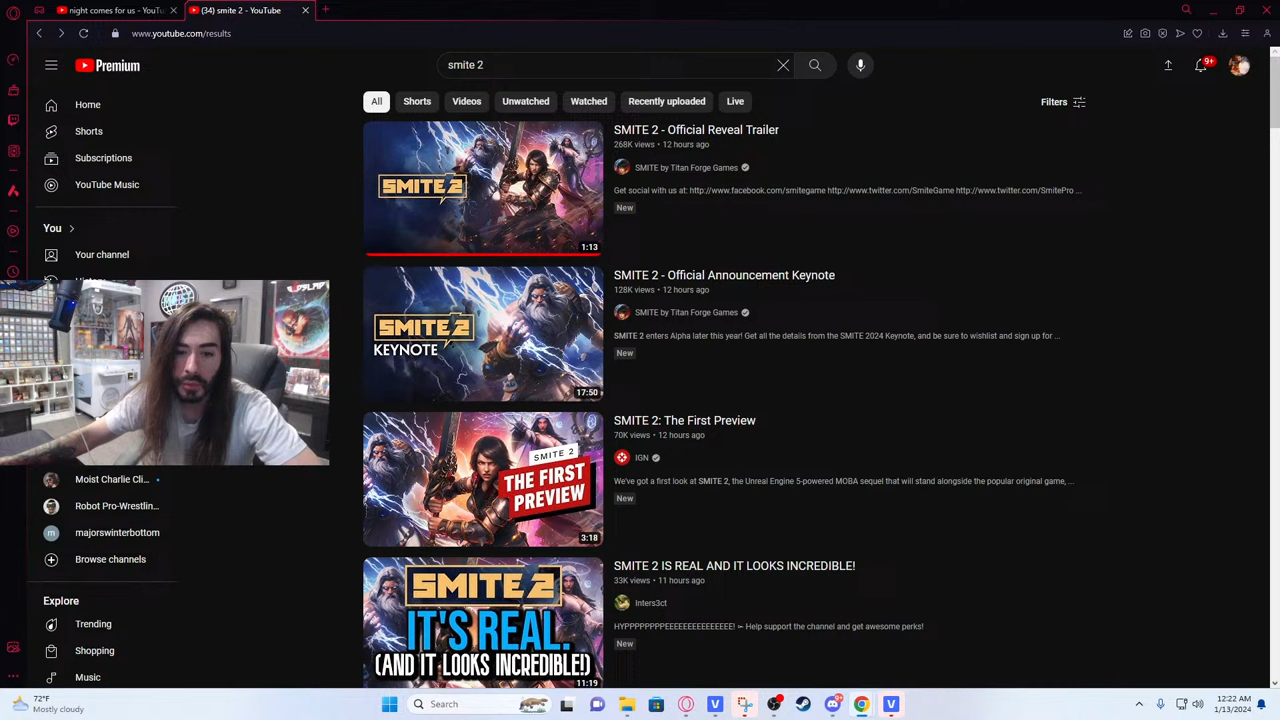 night comes for us - YouTu
(34) smite 2 - YouTube
www.youtube.com/results
Premium
smite 2
9+
Home
Shorts
Subscriptions
YouTube Music
You
Your channel
History
Moist Charlie Cli...
Robot Pro-Wrestlin...
majorswinterbottom
Browse channels
Explore
Trending
Shopping
Music
All Shorts Videos Unwatched Watched Recently uploaded Live
Filters
SMITE 2
1:13
SMITE 2 - Official Reveal Trailer
268K views • 12 hours ago
SMITE by Titan Forge Games
Get social with us at: http://www.facebook.com/smitegame http://www.twitter.com/SmiteGame http://www.twitter.com/SmitePro ...
New
SMITE 2
KEYNOTE
17:50
SMITE 2 - Official Announcement Keynote
128K views • 12 hours ago
SMITE by Titan Forge Games
SMITE 2 enters Alpha later this year! Get all the details from the SMITE 2024 Keynote, and be sure to wishlist and sign up for ...
New
SMITE 2
THE FIRST
PREVIEW
3:18
SMITE 2: The First Preview
70K views • 12 hours ago
IGN
We've got a first look at SMITE 2, the Unreal Engine 5-powered MOBA sequel that will stand alongside the popular original game, ...
New
SMITE 2
IT'S REAL.
(AND IT LOOKS INCREDIBLE!)
11:19
SMITE 2 IS REAL AND IT LOOKS INCREDIBLE!
33K views • 11 hours ago
Inters3ct
HYPPPPPPPEEEEEEEEEEEEEE! ⊳ Help support the channel and get awesome perks!
New
72°F
Mostly cloudy
Search
12:22 AM
1/13/2024